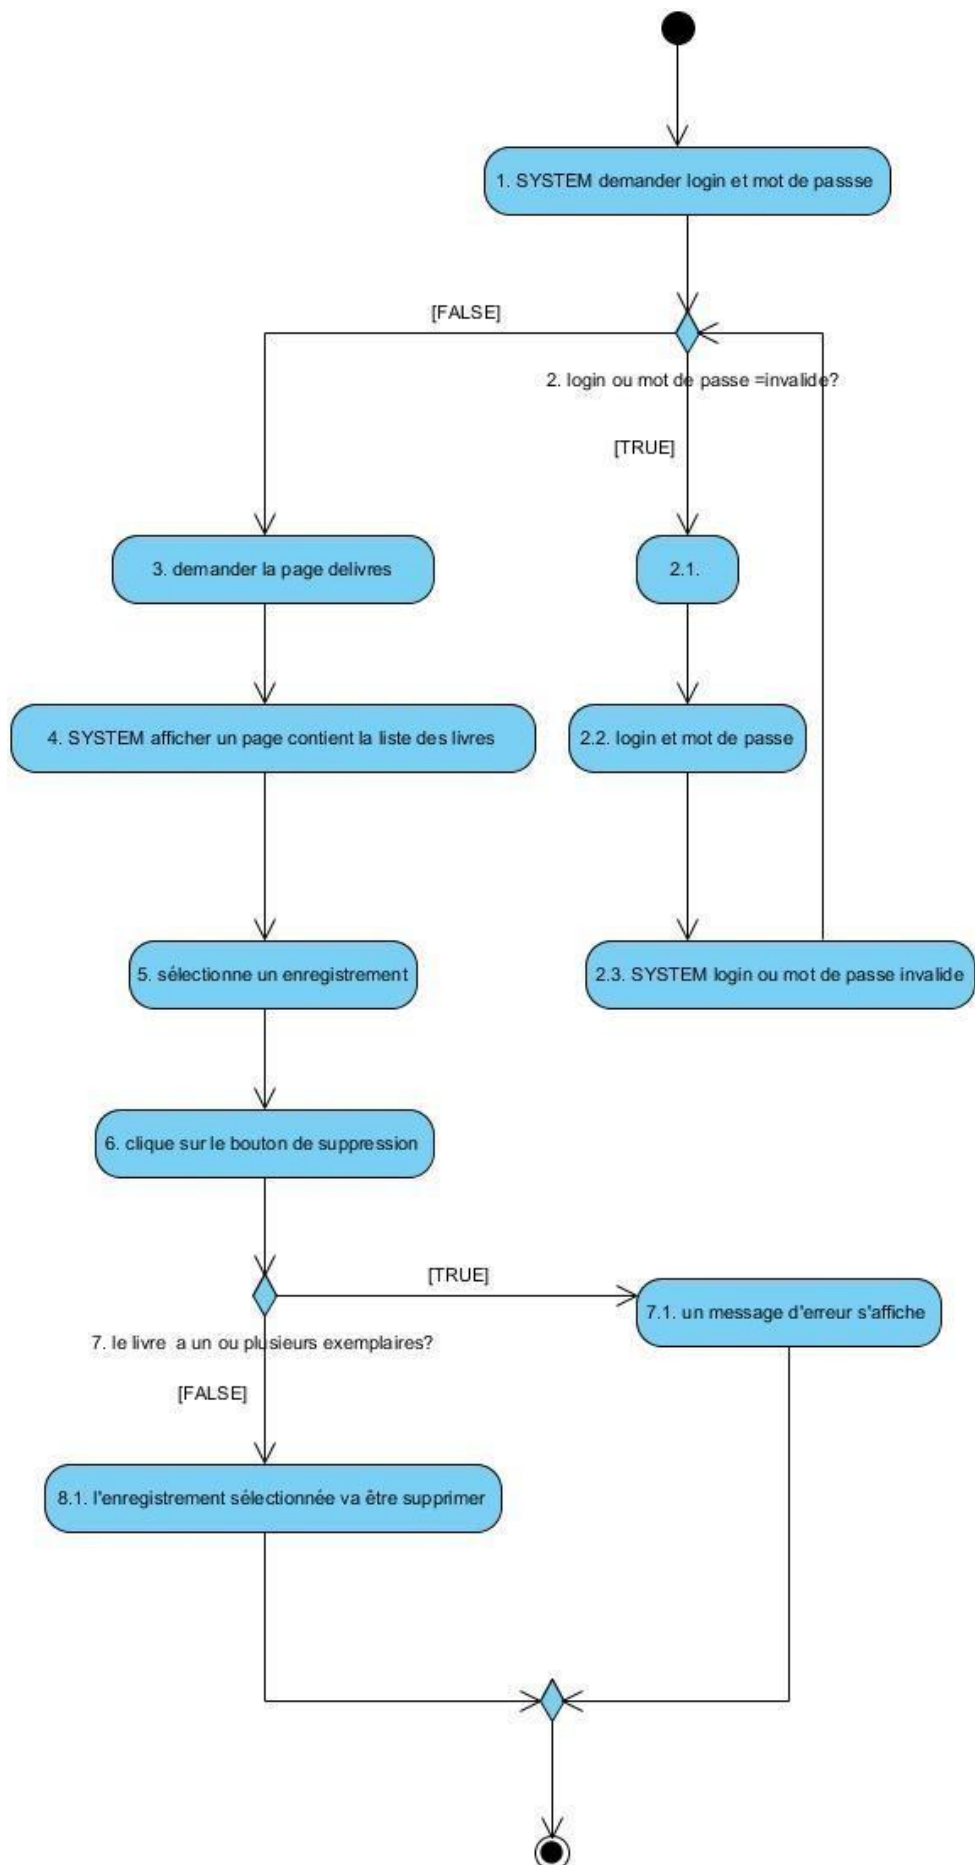 1. SYSTEM demander login et mot de passse
[FALSE]
2. login ou mot de passe =invalide?
[TRUE]
3. demander la page delivres
2.1.
4. SYSTEM afficher un page contient la liste des livres
2.2. login et mot de passe
5. sélectionne un enregistrement
2.3. SYSTEM login ou mot de passe invalide
6. clique sur le bouton de suppression
[TRUE]
7.1. un message d'erreur s'affiche
7. le livre a un ou plusieurs exemplaires?
[FALSE]
8.1. l'enregistrement sélectionnée va être supprimer